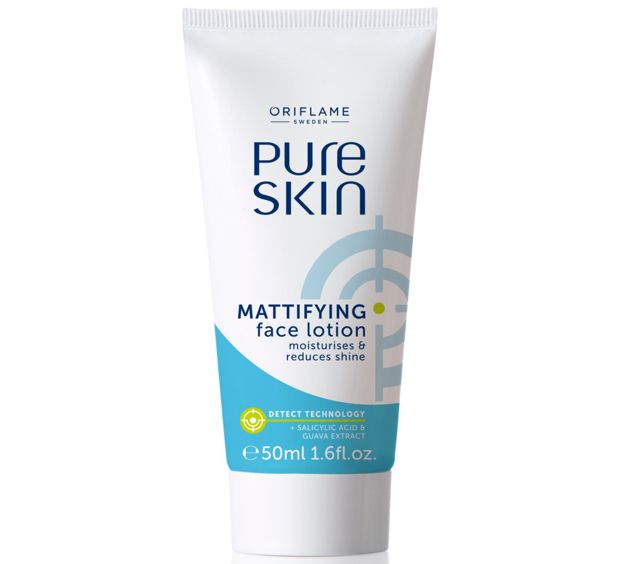 ORIFLAME
SWEDEN
PURE
SKIN
MATTIFYING
face lotion
moisturises &
reduces shine
DETECT TECHNOLOGY
+ SALICYLIC ACID &
GUAVA EXTRACT
℮50ml 1.6fl.oz.